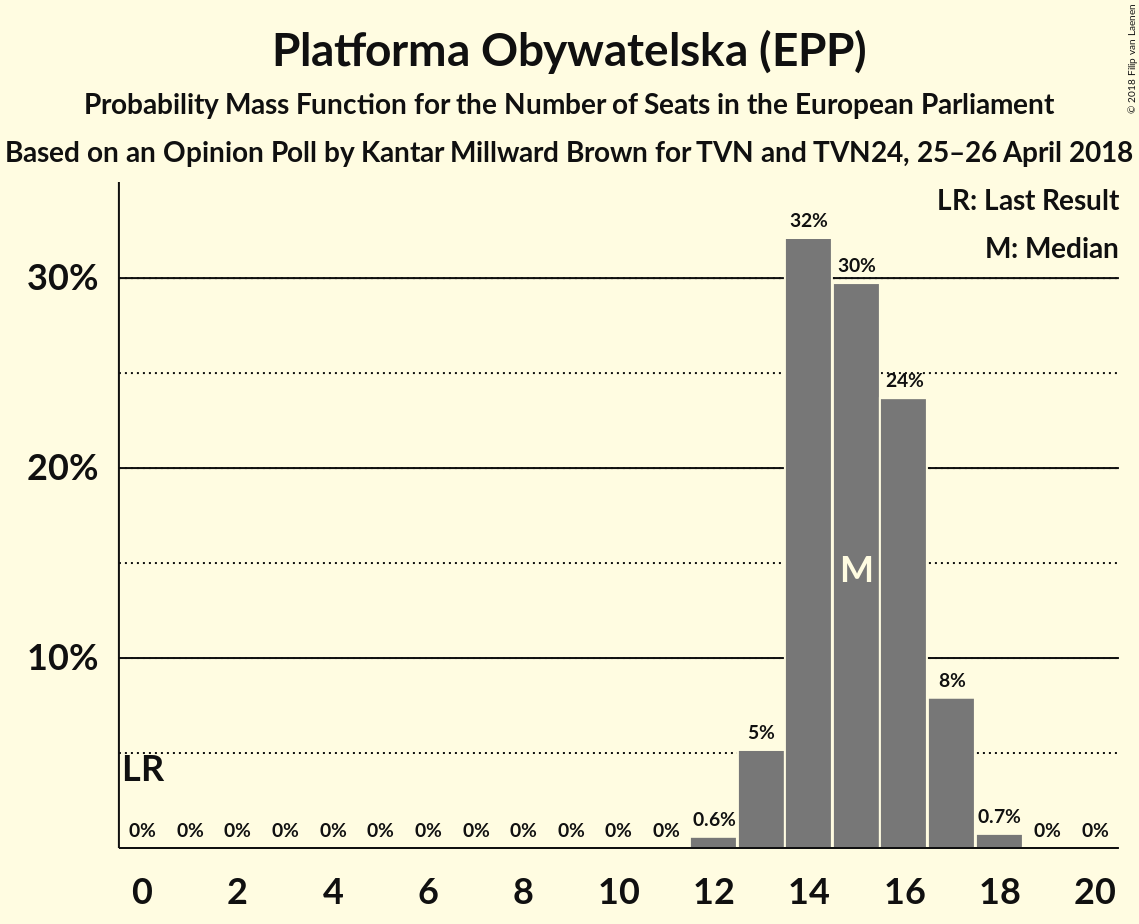 Platforma Obywatelska (EPP)
Probability Mass Function for the Number of Seats in the European Parliament
Based on an Opinion Poll by Kantar Millward Brown for TVN and TVN24, 25–26 April 2018
© 2018 Filip van Laenen
LR: Last Result
M: Median
30%
20%
10%
32%
30%
24%
M
8%
5%
LR
0% 0% 0% 0% 0% 0% 0% 0% 0% 0% 0% 0% 0.6% 0.7% 0% 0%
0 2 4 6 8 10 12 14 16 18 20